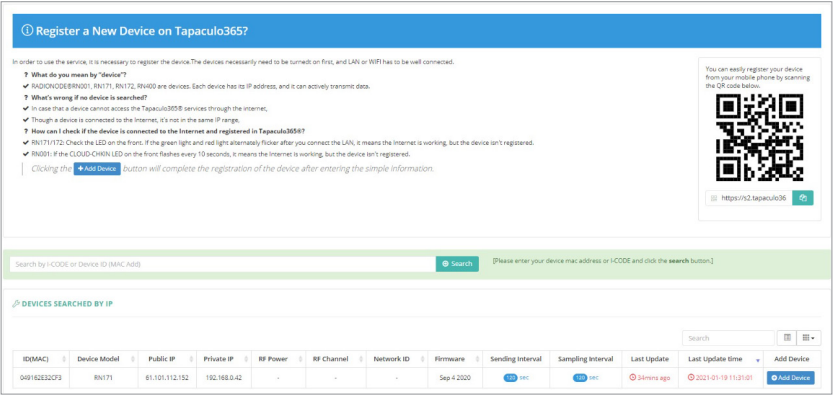 Register a New Device on Tapaculo365?
In order to use the service, it is necessary to register the device.The devices necessarily need to be turnedt on first, and LAN or WIFI has to be well connected.
? What do you mean by "device"?
✔ RADIONODE®RN001, RN171, RN172, RN400 are devices. Each device has its IP address, and it can actively transmit data.
? What's wrong if no device is searched?
✔ In case that a device cannot access the Tapaculo365® services through the internet,
✔ Though a device is connected to the Internet, it's not in the same IP range,
? How can I check if the device is connected to the Internet and registered in Tapaculo365®?
✔ RN171/172: Check the LED on the front. If the green light and red light alternately flicker after you connect the LAN, it means the Internet is working, but the device isn't registered.
✔ RN001: If the CLOUD-CHKIN LED on the front flashes every 10 seconds, it means the Internet is working, but the device isn't registered.
Clicking the +Add Device button will complete the registration of the device after entering the simple information.
You can easily register your device
from your mobile phone by scanning
the QR code below.
https://s2.tapaculo36
Search by I-CODE or Device ID (MAC Add)
Search
[Please enter your device mac address or I-CODE and click the search button.]
DEVICES SEARCHED BY IP
Search
ID(MAC) Device Model Public IP Private IP RF Power RF Channel Network ID Firmware Sending Interval Sampling Interval Last Update Last Update time Add Device
049162E32CF3 RN171 61.101.112.152 192.168.0.42 - - - Sep 4 2020 120 sec 120 sec 34mns ago 2021-01-19 11:31:01 Add Device